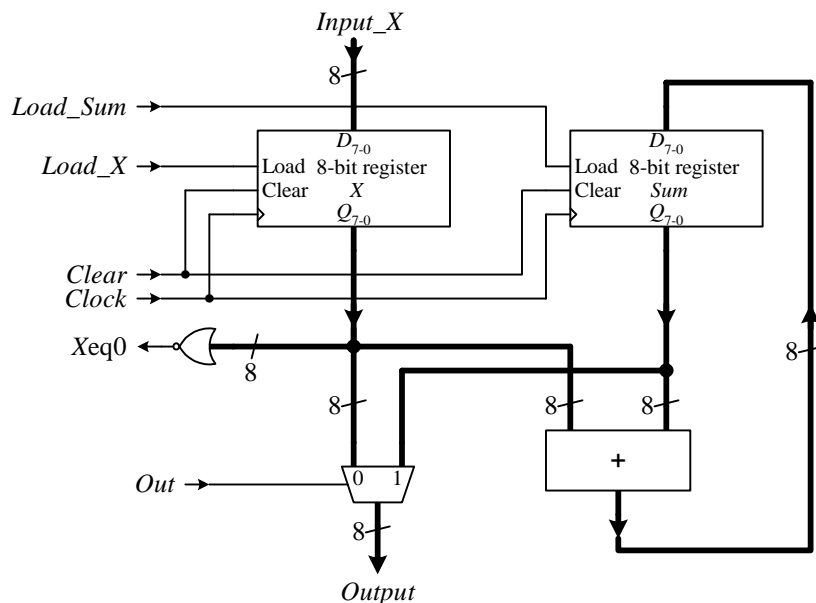 Input_X
8
Load_Sum
D7-0
D7-0
Load_X
Load 8-bit register
Load 8-bit register
Clear X
Clear Sum
Q7-0
Q7-0
Clear
Clock
Xeq0
8
8
8
8
8
+
Out
0 1
8
Output